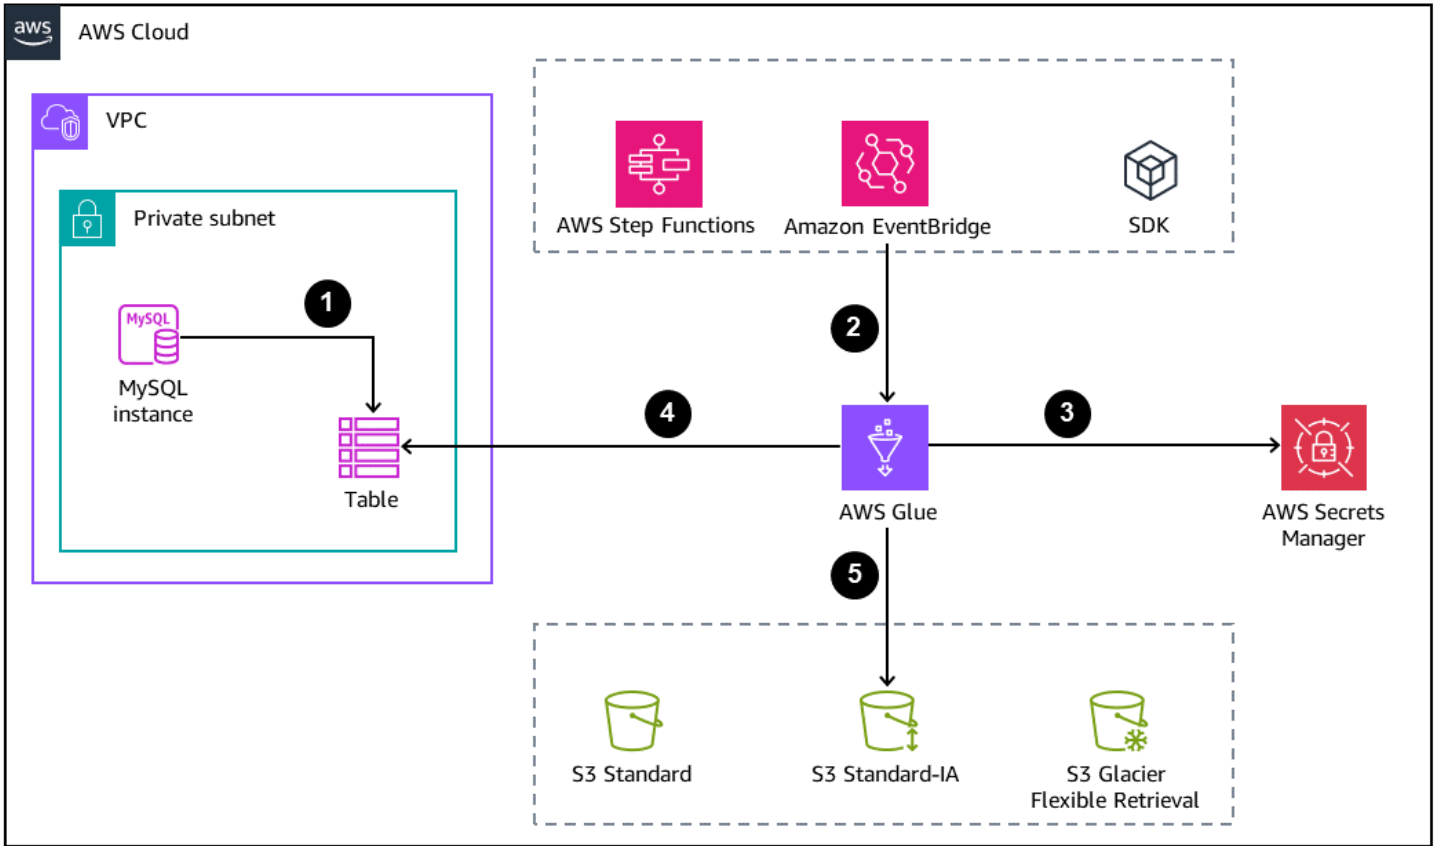 aws
AWS Cloud
VPC
Private subnet
AWS Step Functions
Amazon EventBridge
SDK
1
MySQL
MySQL
instance
2
4
3
Table
AWS Glue
AWS Secrets
Manager
5
S3 Standard
S3 Standard-IA
S3 Glacier
Flexible Retrieval